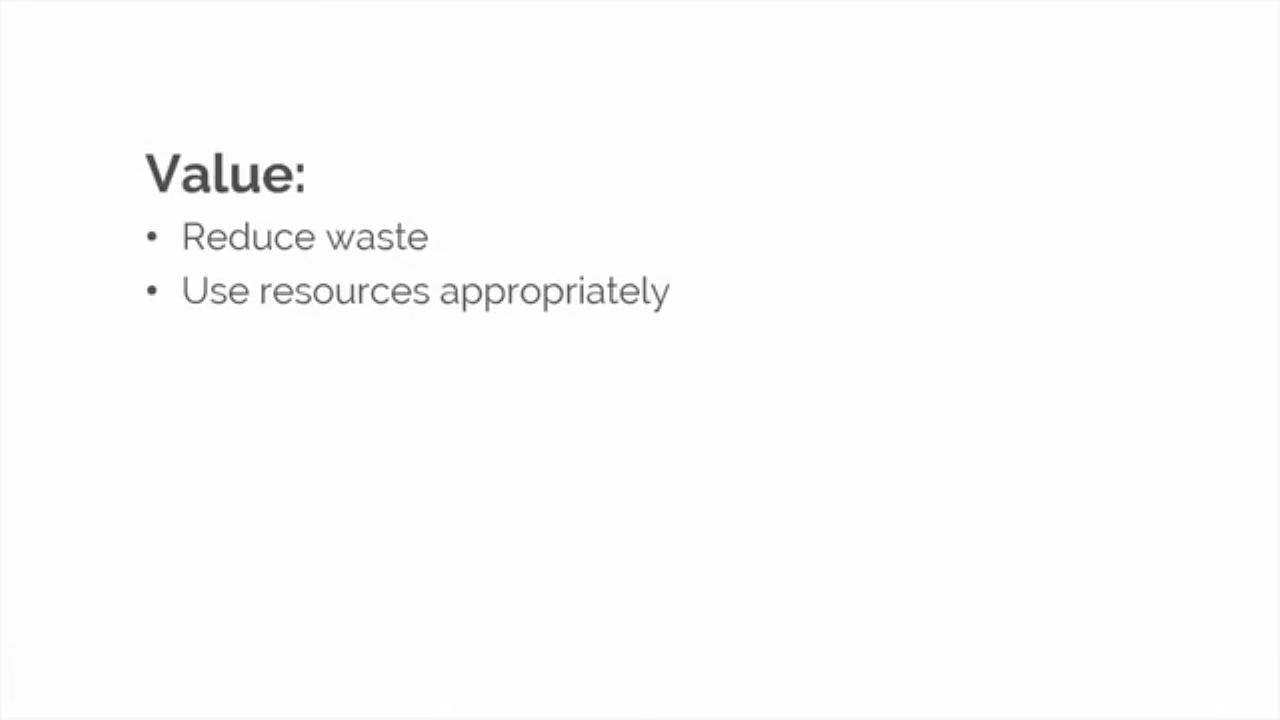 Value:
• Reduce waste
• Use resources appropriately